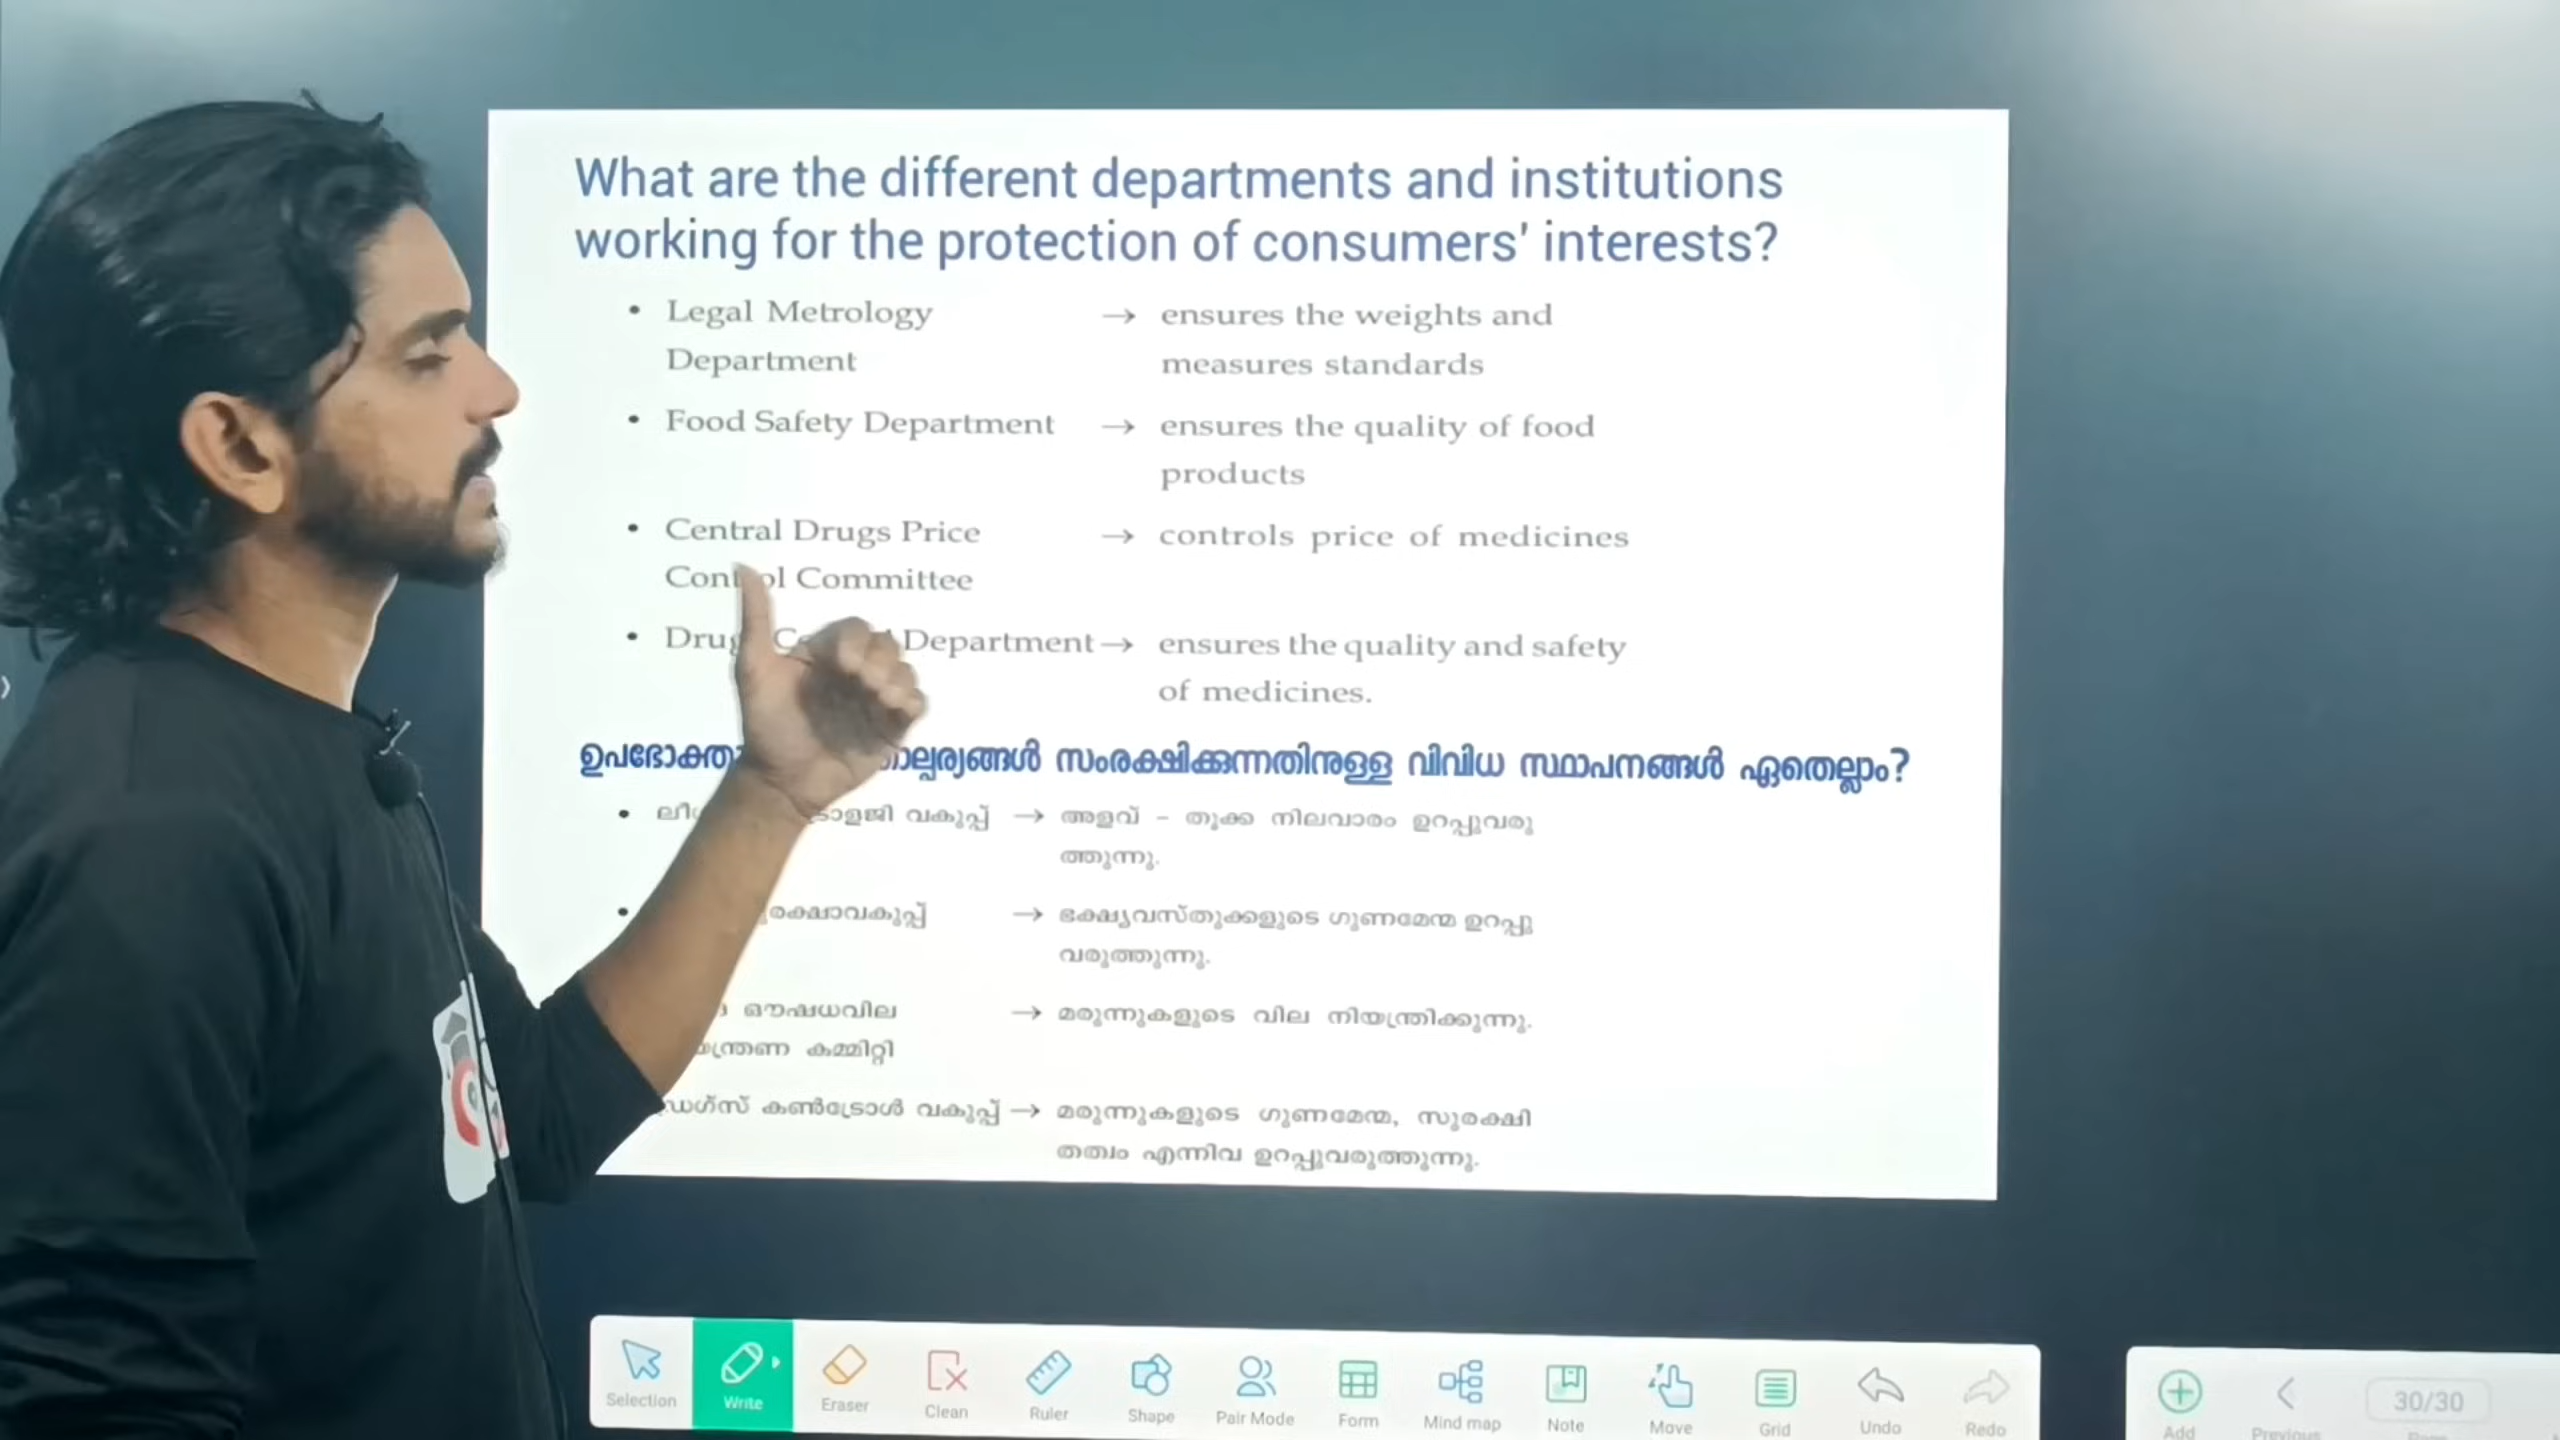 What are the different departments and institutions
working for the protection of consumers' interests?
• Legal Metrology → ensures the weights and
Department measures standards
• Food Safety Department → ensures the quality of food
products
• Central Drugs Price → controls price of medicines
Committee
• Department → ensures the quality and safety
of medicines.
സംരക്ഷിക്കുന്നതിനുള്ള വിവിധ സ്ഥാപനങ്ങൾ ഏതെല്ലാം?
• വകുപ്പ് → അളവ് - തൂക്ക നിലവാരം ഉറപ്പുവരു
ത്തുന്നു.
• → ഭക്ഷ്യവസ്തുക്കളുടെ ഗുണമേന്മ ഉറപ്പു
വരുത്തുന്നു.
ഔഷധവില → മരുന്നുകളുടെ വില നിയന്ത്രിക്കുന്നു.
കമ്മിറ്റി
കൺട്രോൾ വകുപ്പ് → മരുന്നുകളുടെ ഗുണമേന്മ, സുരക്ഷി
തത്വം എന്നിവ ഉറപ്പുവരുത്തുന്നു.
Selection Write Eraser Clean Ruler Shape Pair Mode Form Mind map Note Move Grid Undo Redo
30/30
Add Previous Page